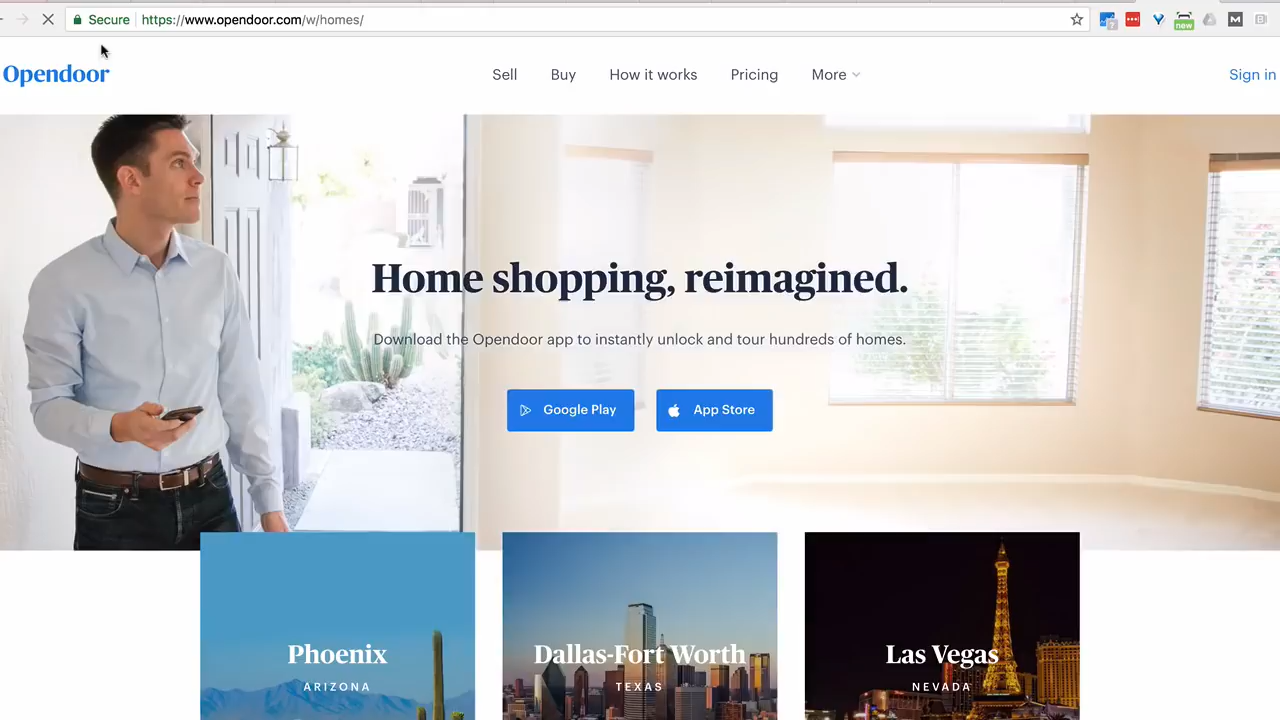 Secure https://www.opendoor.com/w/homes/
new
Opendoor
Sell Buy How it works Pricing More
Sign in
Home shopping, reimagined.
Download the Opendoor app to instantly unlock and tour hundreds of homes.
Google Play App Store
Phoenix
ARIZONA
Dallas-Fort Worth
TEXAS
Las Vegas
NEVADA